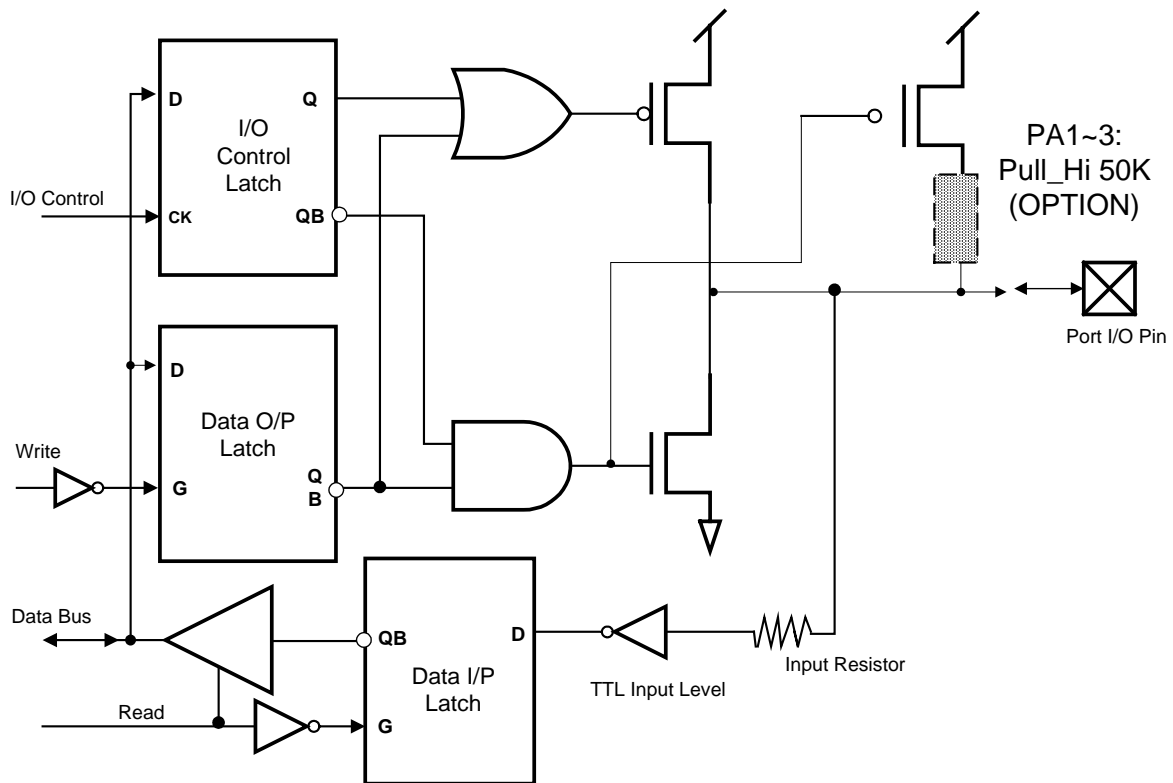 D
Q
I/O
Control
Latch
I/O Control
CK
QB
PA1~3:
Pull_Hi 50K
(OPTION)
Port I/O Pin
D
Data O/P
Latch
Write
G
Q
B
Data Bus
QB
D
Data I/P
Latch
TTL Input Level
Input Resistor
Read
G